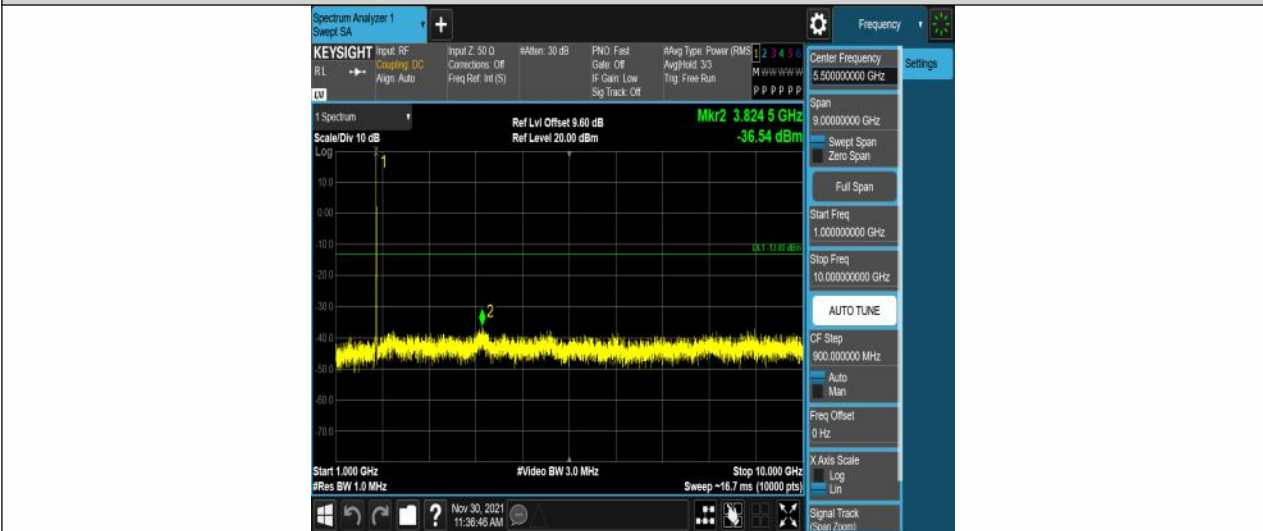 Spectrum Analyzer 1
Swept SA
Frequency
KEYSIGHT
RL
LV
Input: RF
Coupling: DC
Align: Auto
Input Z: 50 Ω
Corrections: Off
Freq Ref: Int (S)
#Atten: 30 dB
PNO: Fast
Gate: Off
IF Gain: Low
Sig Track: Off
#Avg Type: Power (RMS
Avg|Hold: 3/3
Trig: Free Run
1 2 3 4 5 6
M W W W W W
P P P P P P
1 Spectrum
Scale/Div 10 dB
Ref Lvl Offset 9.60 dB
Ref Level 20.00 dBm
Mkr2 3.824 5 GHz
-36.54 dBm
Log
1
10.0
0.00
-10.0
DL1 -13.00 dBm
-20.0
-30.0
2
-40.0
-50.0
-60.0
-70.0
Start 1.000 GHz
#Video BW 3.0 MHz
Stop 10.000 GHz
#Res BW 1.0 MHz
Sweep ~16.7 ms (10000 pts)
Nov 30, 2021
11:36:46 AM
?
Center Frequency
5.500000000 GHz
Settings
Span
9.00000000 GHz
Swept Span
Zero Span
Full Span
Start Freq
1.000000000 GHz
Stop Freq
10.000000000 GHz
AUTO TUNE
CF Step
900.000000 MHz
Auto
Man
Freq Offset
0 Hz
X Axis Scale
Log
Lin
Signal Track
(Span Zoom)